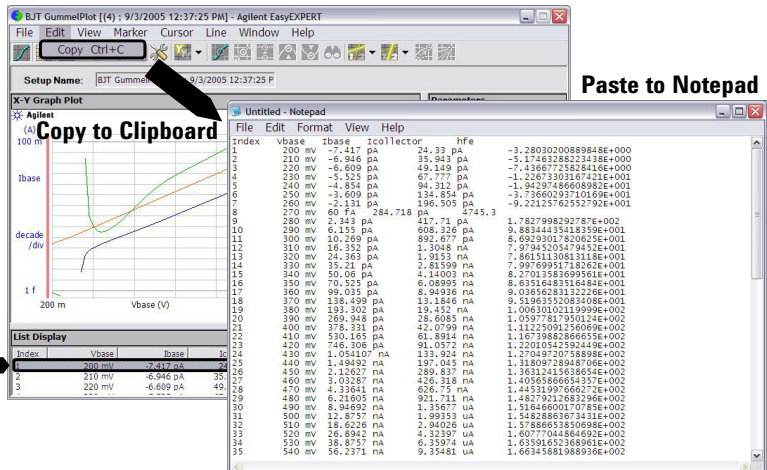 BJT GummelPlot [(4) ; 9/3/2005 12:37:25 PM] - Agilent EasyEXPERT
File Edit View Marker Cursor Line Window Help
Copy Ctrl+C
Setup Name: BJT Gummel 9/3/2005 12:37:25 P
X-Y Graph Plot
Parameters
Agilent
(A)
Copy to Clipboard
Paste to Notepad
100 m
Ibase
decade
/div
1 f
200 m
Vbase (V)
List Display
Index Vbase Ibase Ic
1 200 mV -7.417 pA 24
2 210 mV -6.946 pA 35.
3 220 mV -6.609 pA 49.
Untitled - Notepad
File Edit Format View Help
Index Vbase Ibase Icollector hfe
1 200 mV -7.417 pA 24.33 pA -3.28030200889848E+000
2 210 mV -6.946 pA 35.943 pA -5.17463288223438E+000
3 220 mV -6.609 pA 49.149 pA -7.43667725828416E+000
4 230 mV -5.525 pA 67.777 pA -1.22673303167421E+001
5 240 mV -4.854 pA 94.312 pA -1.94297486608982E+001
6 250 mV -3.609 pA 134.854 pA -3.73660293710169E+001
7 260 mV -2.131 pA 196.505 pA -9.22125762552792E+001
8 270 mV 60 fA 284.718 pA 4745.3
9 280 mV 2.343 pA 417.71 pA 1.7827998292787E+002
10 290 mV 6.155 pA 608.326 pA 9.88344435418359E+001
11 300 mV 10.269 pA 892.677 pA 8.69293017820625E+001
12 310 mV 16.352 pA 1.3048 nA 7.97945205479452E+001
13 320 mV 24.363 pA 1.9153 nA 7.86151130813118E+001
14 330 mV 35.21 pA 2.81599 nA 7.99769951718262E+001
15 340 mV 50.06 pA 4.14003 nA 8.27013583699561E+001
16 350 mV 70.525 pA 6.08995 nA 8.63516483516484E+001
17 360 mV 99.035 pA 8.94936 nA 9.03656283132226E+001
18 370 mV 138.499 pA 13.1846 nA 9.51963552083408E+001
19 380 mV 193.302 pA 19.452 nA 1.00630102119999E+002
20 390 mV 269.948 pA 28.6085 nA 1.05977817950124E+002
21 400 mV 378.331 pA 42.0799 nA 1.11225091256069E+002
22 410 mV 530.165 pA 61.8914 nA 1.16739882866655E+002
23 420 mV 746.306 pA 91.0572 nA 1.22010542592449E+002
24 430 mV 1.054107 nA 133.924 nA 1.27049720758898E+002
25 440 mV 1.49492 nA 197.045 nA 1.31809728948706E+002
26 450 mV 2.12627 nA 289.837 nA 1.36312415638654E+002
27 460 mV 3.03287 nA 426.318 nA 1.40565866654357E+002
28 470 mV 4.33641 nA 626.75 nA 1.44531997666272E+002
29 480 mV 6.21605 nA 921.711 nA 1.48279212683296E+002
30 490 mV 8.94692 nA 1.35677 uA 1.51646600170785E+002
31 500 mV 12.8757 nA 1.99353 uA 1.54828863673431E+002
32 510 mV 18.6226 nA 2.94026 uA 1.57886653850698E+002
33 520 mV 26.8942 nA 4.32397 uA 1.60777044864692E+002
34 530 mV 38.8757 nA 6.35974 uA 1.63591652368961E+002
35 540 mV 56.2371 nA 9.35481 uA 1.66345881988936E+002